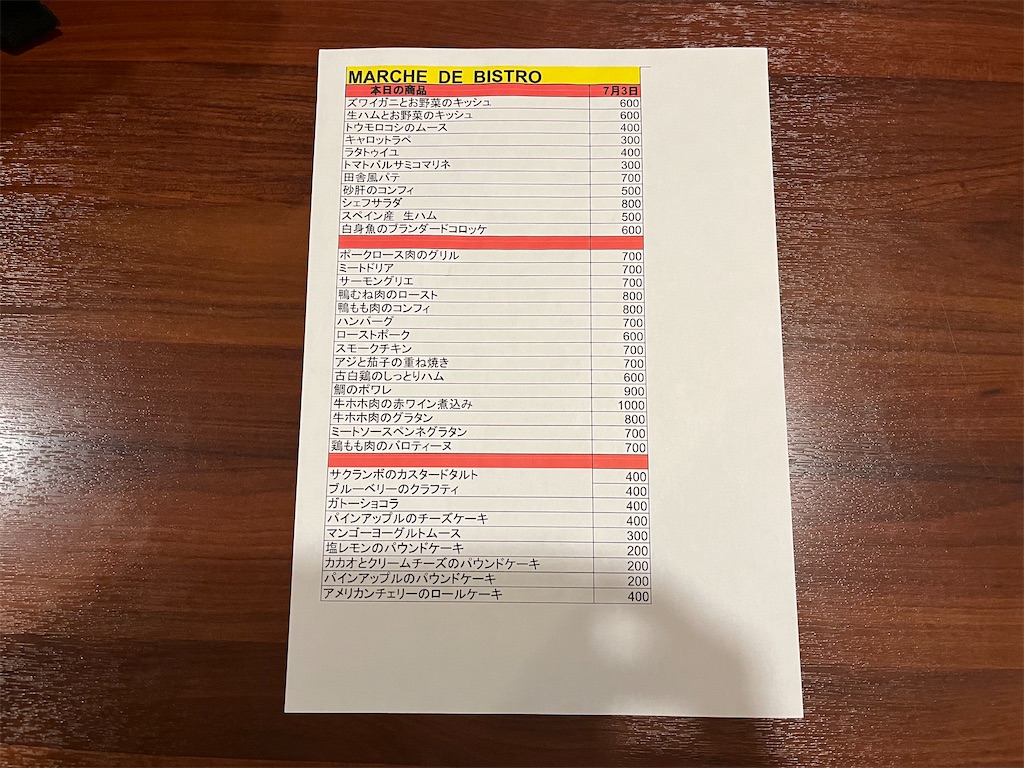 MARCHE DE BISTRO
本日の商品 7月3日
ズワイガニとお野菜のキッシュ 600
生ハムとお野菜のキッシュ 600
トウモロコシのムース 400
キャロットラペ 300
ラタトゥイユ 400
トマトバルサミコマリネ 300
田舎風パテ 700
砂肝のコンフィ 500
シェフサラダ 800
スペイン産 生ハム 500
白身魚のブランダードコロッケ 600
ポークロース肉のグリル 700
ミートドリア 700
サーモングリエ 700
鴨むね肉のロースト 800
鴨もも肉のコンフィ 800
ハンバーグ 700
ローストポーク 600
スモークチキン 700
アジと茄子の重ね焼き 700
古白鶏のしっとりハム 600
鯛のポワレ 900
牛ホホ肉の赤ワイン煮込み 1000
牛ホホ肉のグラタン 800
ミートソースペンネグラタン 700
鶏もも肉のバロティーヌ 700
サクランボのカスタードタルト 400
ブルーベリーのクラフティ 400
ガトーショコラ 400
パインアップルのチーズケーキ 400
マンゴーヨーグルトムース 300
塩レモンのパウンドケーキ 200
カカオとクリームチーズのパウンドケーキ 200
パインアップルのパウンドケーキ 200
アメリカンチェリーのロールケーキ 400